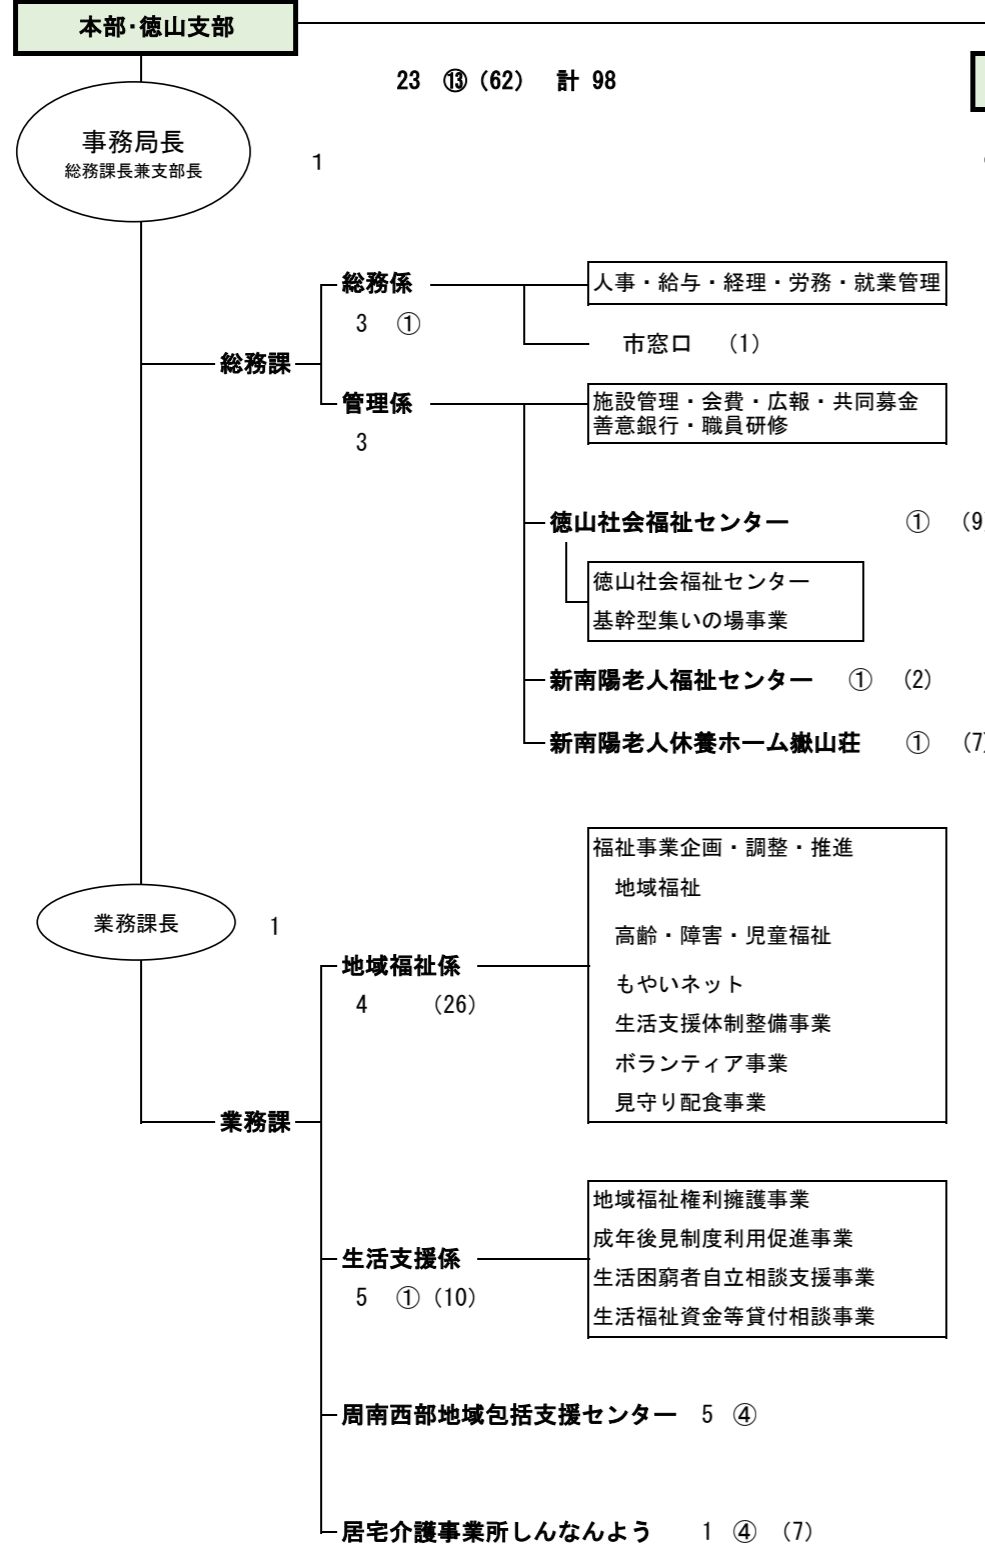 本部・徳山支部
23 ⑬ (62) 計 98
事務局長
総務課長兼支部長
1
総務係
人事・給与・経理・労務・就業管理
3 ①
市窓口 (1)
総務課
管理係
施設管理・会費・広報・共同募金
善意銀行・職員研修
3
徳山社会福祉センター ① (9)
徳山社会福祉センター
基幹型集いの場事業
新南陽老人福祉センター ① (2)
新南陽老人休養ホーム嶽山荘 ① (7)
福祉事業企画・調整・推進
地域福祉
業務課長
1
高齢・障害・児童福祉
地域福祉係
もやいネット
4 (26)
生活支援体制整備事業
ボランティア事業
見守り配食事業
業務課
地域福祉権利擁護事業
成年後見制度利用促進事業
生活支援係
生活困窮者自立相談支援事業
5 ① (10)
生活福祉資金等貸付相談事業
周南西部地域包括支援センター 5 ④
居宅介護事業所しんなんよう 1 ④ (7)